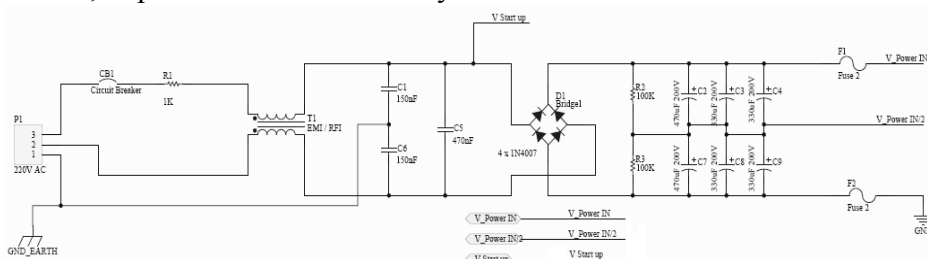 V Start up
CB1
Circuit Breaker
R1
1K
P1
3
2
1
220V AC
GND_EARTH
T1
EMI / RFI
C1
150nF
C6
150nF
C5
470nF
D1
Bridge1
4 x 1N4007
R2
100K
R3
100K
470uF 200V
C2
330uF 200V
C3
330uF 200V
C4
470uF 200V
C7
330uF 200V
C8
330uF 200V
C9
F1
Fuse 2
V_Power IN
V_Power IN/2
F2
Fuse 2
V_Power IN
V_Power IN
V_Power IN/2
V_Power IN/2
V Start up
V Start up